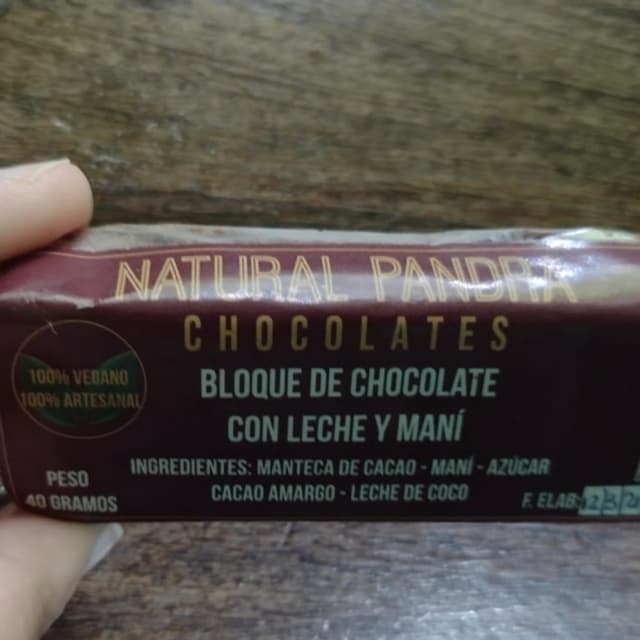 NATURAL PANDRA
CHOCOLATES
100% VEGANO
100% ARTESANAL
BLOQUE DE CHOCOLATE
CON LECHE Y MANÍ
INGREDIENTES: MANTECA DE CACAO - MANÍ - AZÚCAR
CACAO AMARGO - LECHE DE COCO
PESO
40 GRAMOS
F. ELAB: